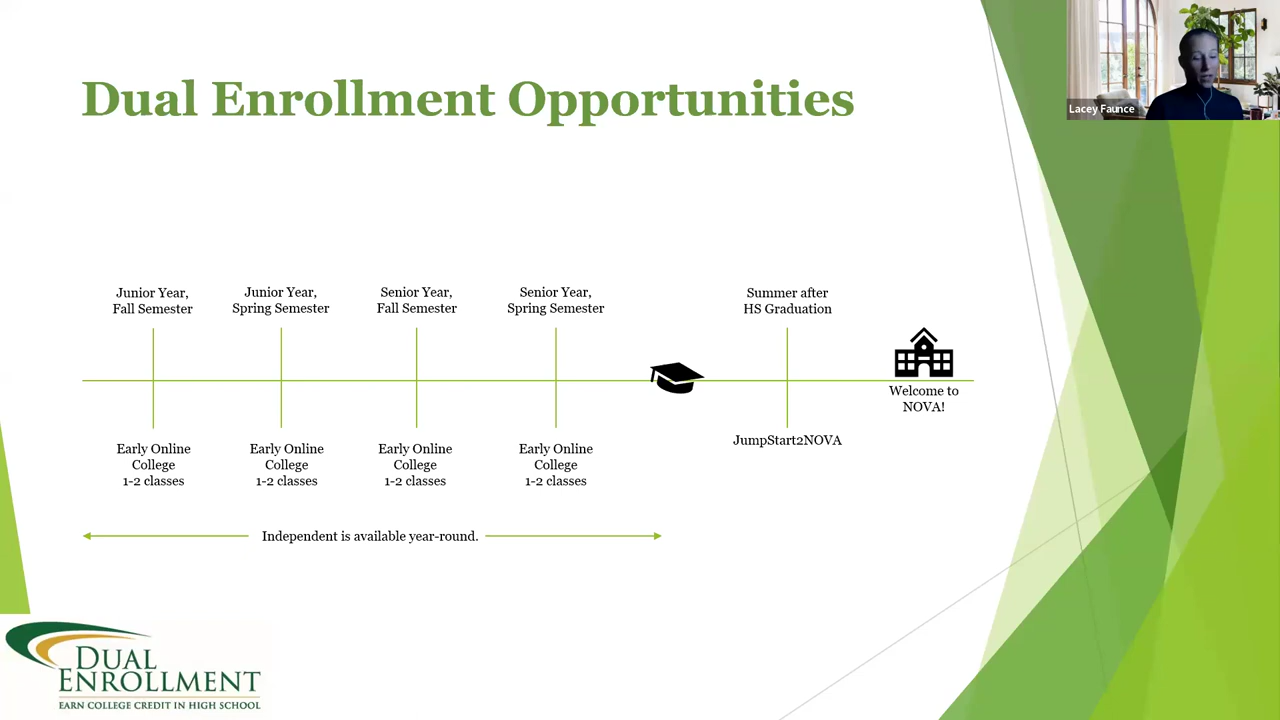 Dual Enrollment Opportunities
Lacey Faunce
Junior Year,
Fall Semester
Junior Year,
Spring Semester
Senior Year,
Fall Semester
Senior Year,
Spring Semester
Summer after
HS Graduation
Welcome to
NOVA!
Early Online
College
1-2 classes
Early Online
College
1-2 classes
Early Online
College
1-2 classes
Early Online
College
1-2 classes
JumpStart2NOVA
Independent is available year-round.
DUAL
ENROLLMENT
EARN COLLEGE CREDIT IN HIGH SCHOOL